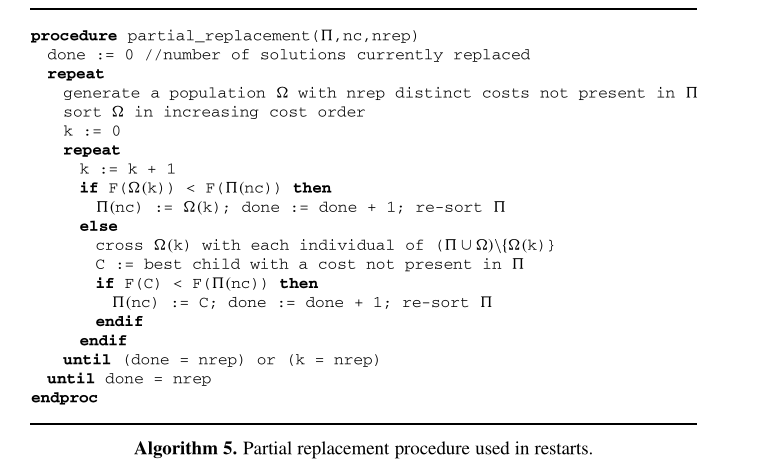 procedure partial_replacement(Π,nc,nrep)
done := 0 //number of solutions currently replaced
repeat
generate a population Ω with nrep distinct costs not present in Π
sort Ω in increasing cost order
k := 0
repeat
k := k + 1
if F(Ω(k)) < F(Π(nc)) then
Π(nc) := Ω(k); done := done + 1; re-sort Π
else
cross Ω(k) with each individual of (Π∪Ω)\{Ω(k)}
C := best child with a cost not present in Π
if F(C) < F(Π(nc)) then
Π(nc) := C; done := done + 1; re-sort Π
endif
endif
until (done = nrep) or (k = nrep)
until done = nrep
endproc
Algorithm 5. Partial replacement procedure used in restarts.